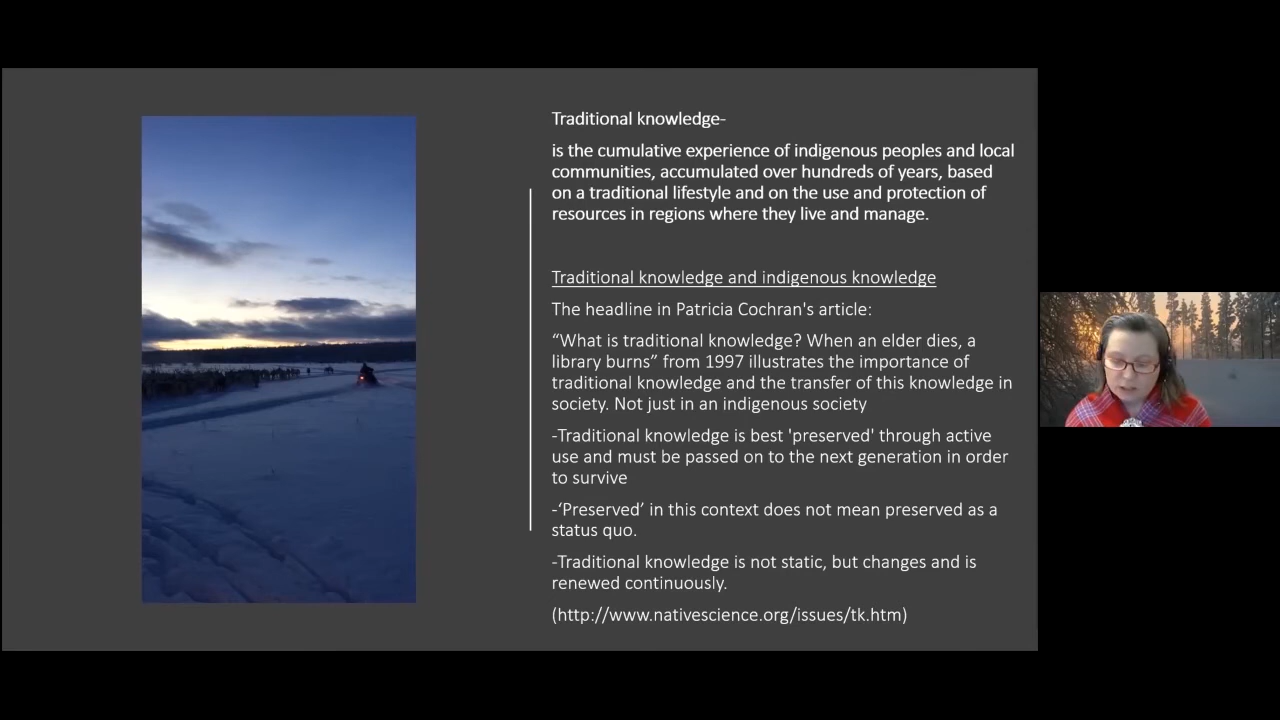 Traditional knowledge-
is the cumulative experience of indigenous peoples and local
communities, accumulated over hundreds of years, based
on a traditional lifestyle and on the use and protection of
resources in regions where they live and manage.
Traditional knowledge and indigenous knowledge
The headline in Patricia Cochran's article:
“What is traditional knowledge? When an elder dies, a
library burns” from 1997 illustrates the importance of
traditional knowledge and the transfer of this knowledge in
society. Not just in an indigenous society
-Traditional knowledge is best 'preserved' through active
use and must be passed on to the next generation in order
to survive
-‘Preserved’ in this context does not mean preserved as a
status quo.
-Traditional knowledge is not static, but changes and is
renewed continuously.
(http://www.nativescience.org/issues/tk.htm)